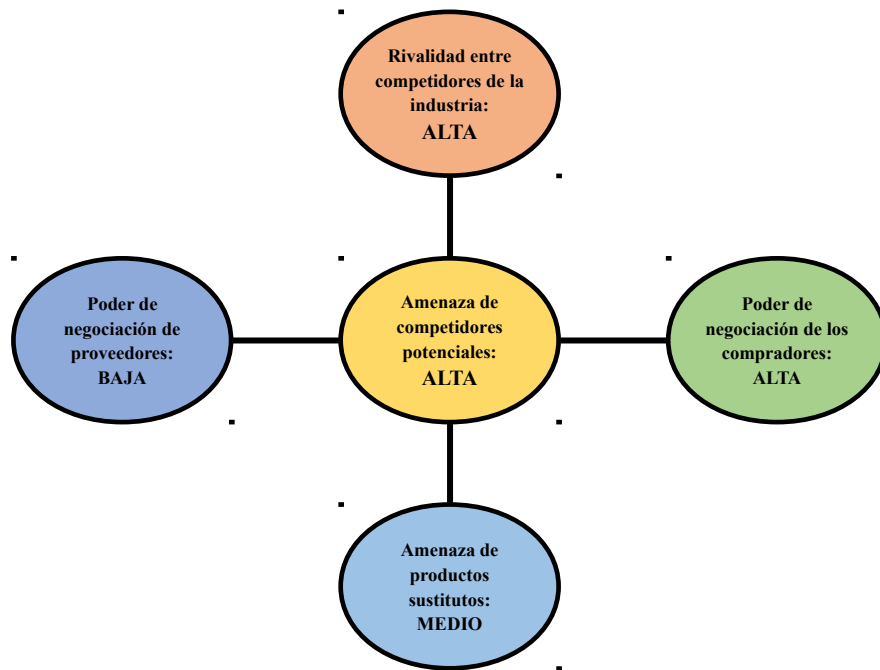 Rivalidad entre
competidores de la
industria:
ALTA
Poder de
negociación de
proveedores:
BAJA
Amenaza de
competidores
potenciales:
ALTA
Poder de
negociación de los
compradores:
ALTA
Amenaza de
productos
sustitutos:
MEDIO